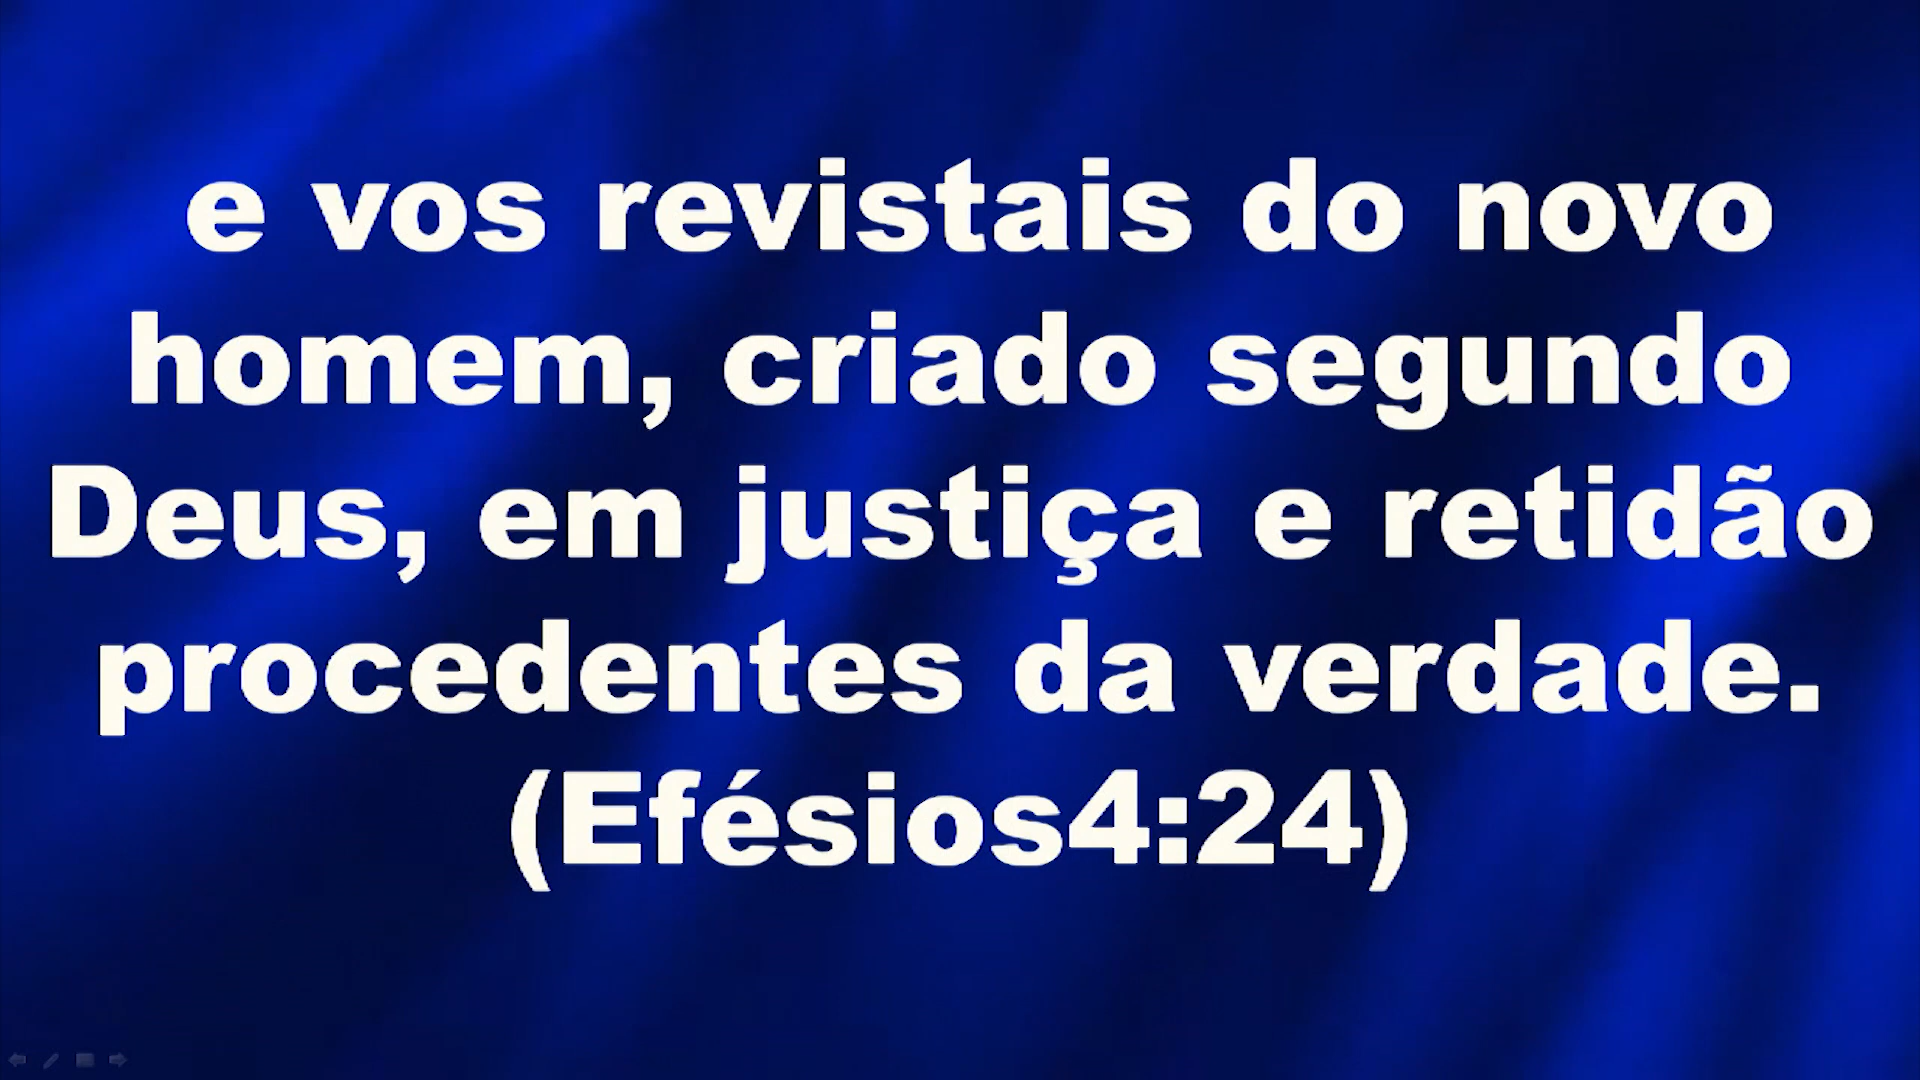 e vos revistais do novo
homem, criado segundo
Deus, em justiça e retidão
procedentes da verdade.
(Efésios4:24)